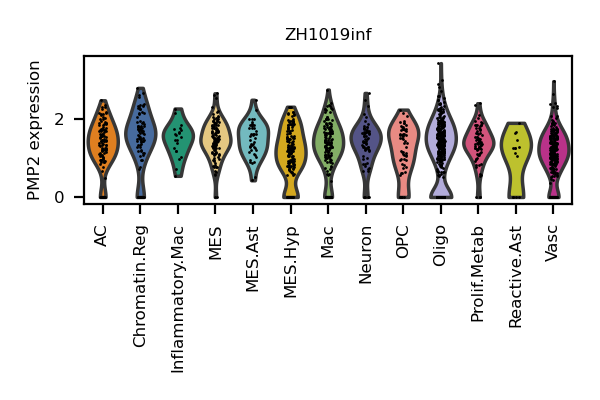 ZH1019inf
PMP2 expression
2
0
AC
Chromatin.Reg
Inflammatory.Mac
MES
MES.Ast
MES.Hyp
Mac
Neuron
OPC
Oligo
Prolif.Metab
Reactive.Ast
Vasc